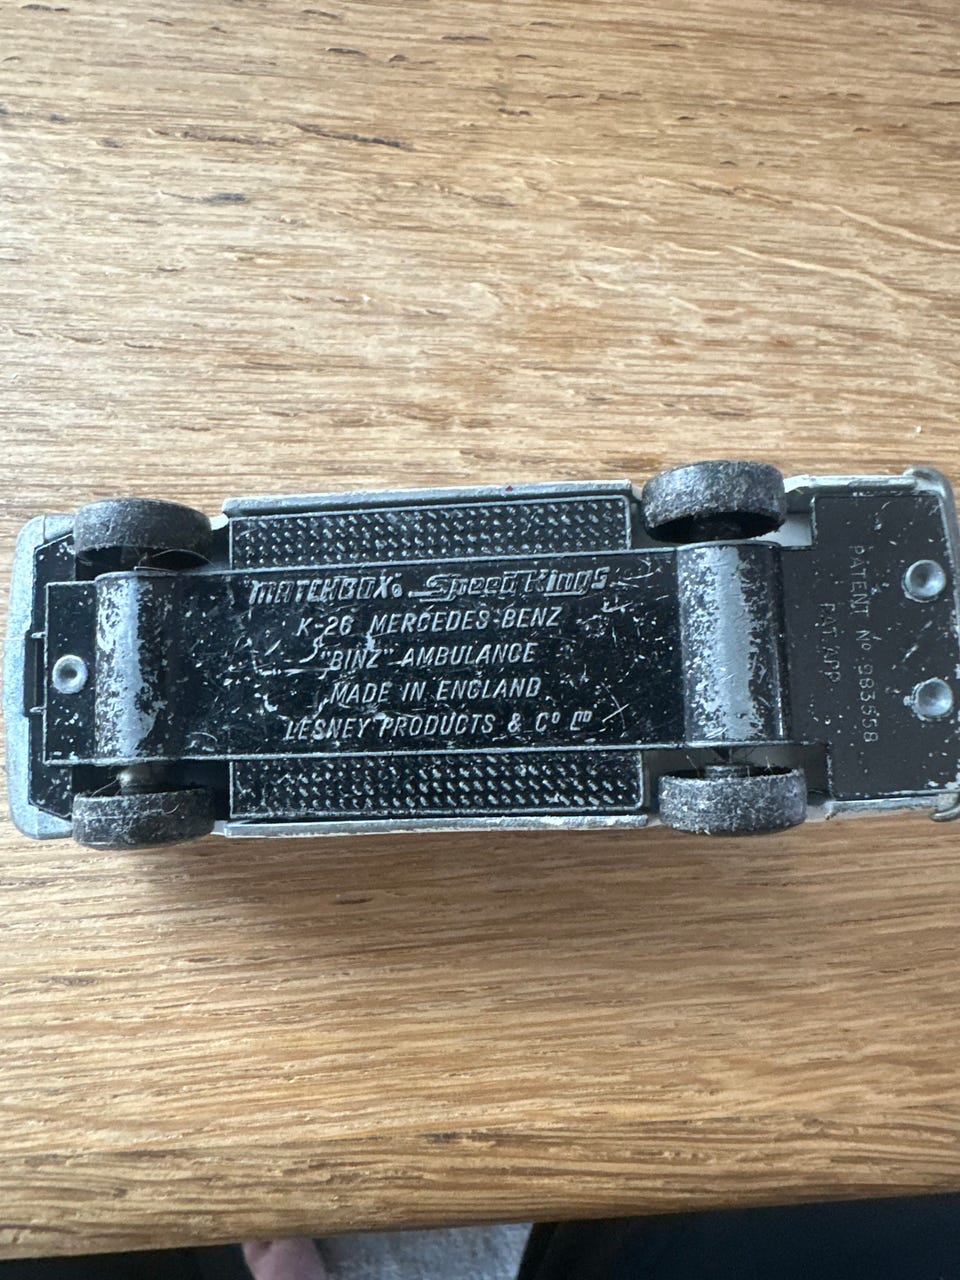 MATCHBOX® Speed Kings
K-26 MERCEDES-BENZ
"BINZ" AMBULANCE
MADE IN ENGLAND
LESNEY PRODUCTS & Cº Lᵀᴰ
PATENT Nº 983558
PAT. APP.